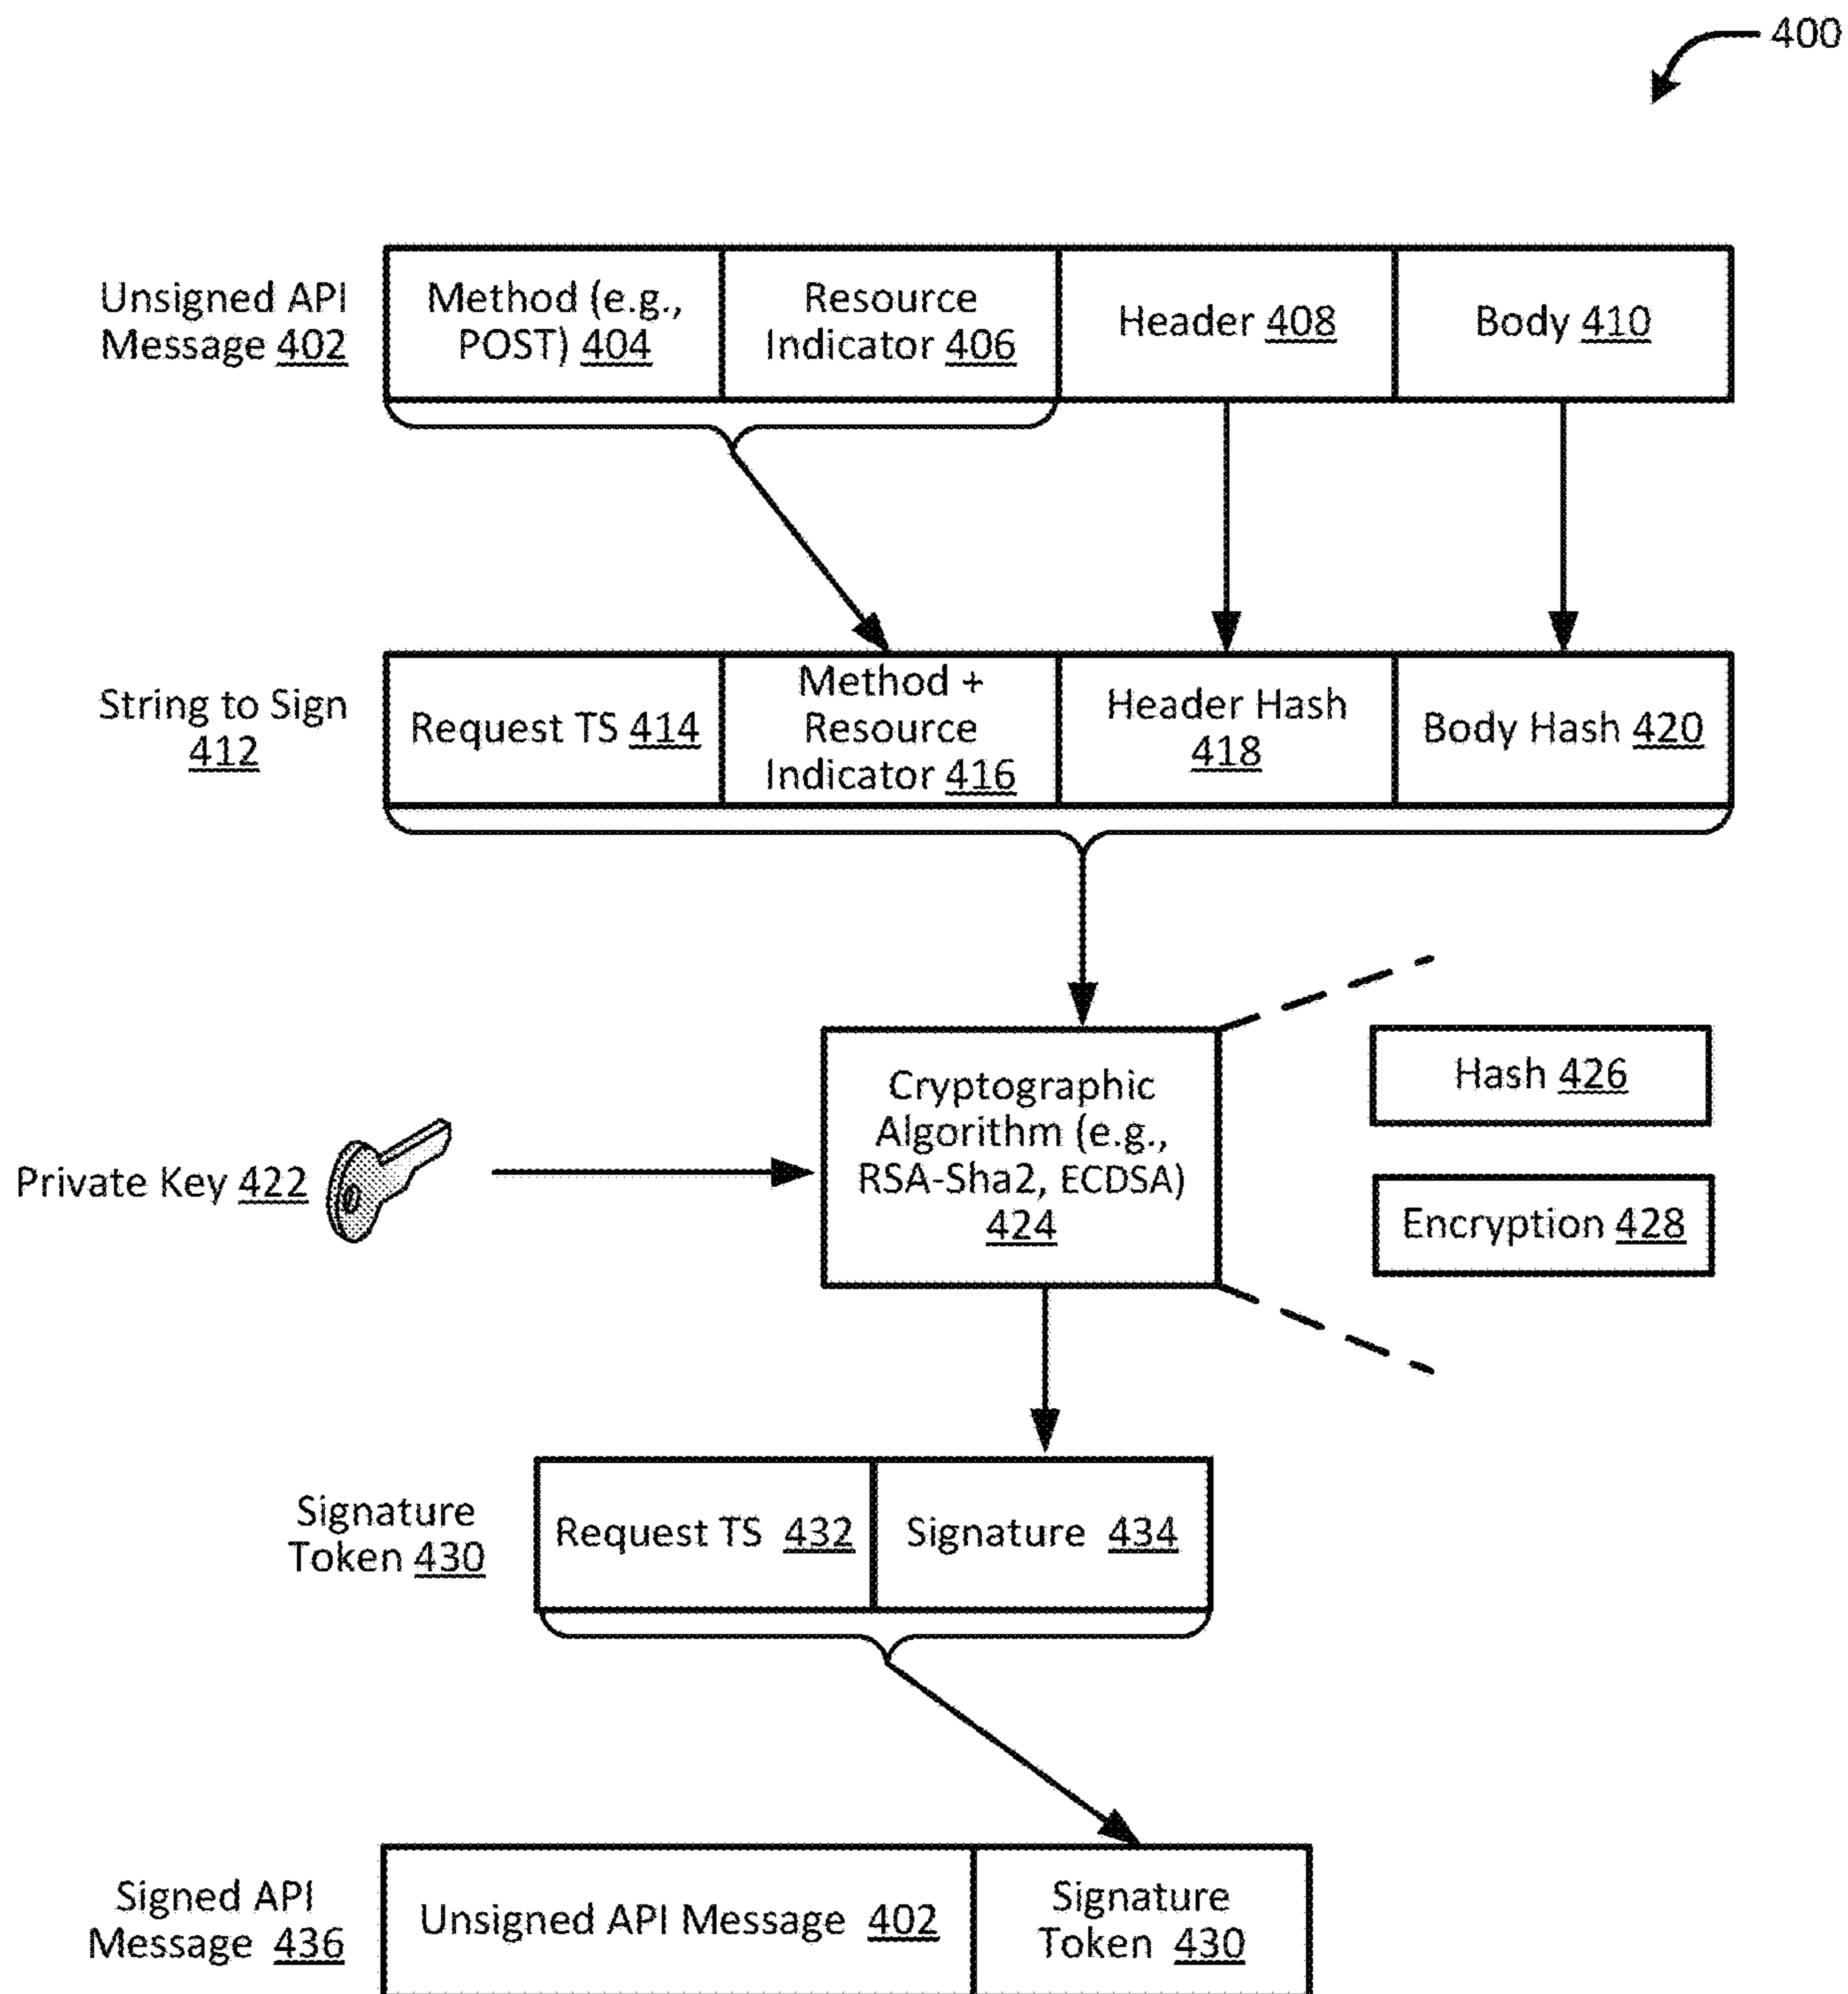 400
Unsigned API
Message 402
Method (e.g.,
POST) 404
Resource
Indicator 406
Header 408
Body 410
String to Sign
412
Request TS 414
Method +
Resource
Indicator 416
Header Hash
418
Body Hash 420
Private Key 422
Cryptographic
Algorithm (e.g.,
RSA-Sha2, ECDSA)
424
Hash 426
Encryption 428
Signature
Token 430
Request TS 432
Signature 434
Signed API
Message 436
Unsigned API Message 402
Signature
Token 430